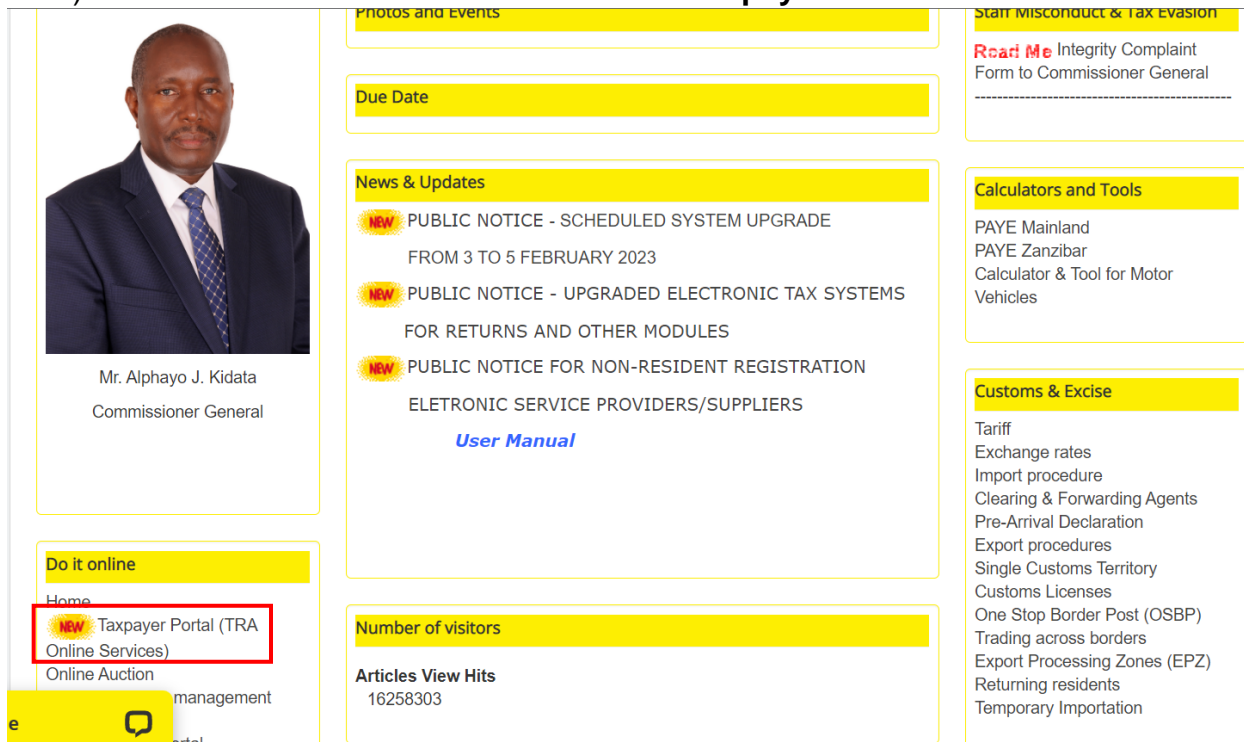 Photos and Events
Staff Misconduct & Tax Evasion
Read Me Integrity Complaint
Form to Commissioner General
----------------------------------------------
Due Date
News & Updates
NEW PUBLIC NOTICE - SCHEDULED SYSTEM UPGRADE
FROM 3 TO 5 FEBRUARY 2023
NEW PUBLIC NOTICE - UPGRADED ELECTRONIC TAX SYSTEMS
FOR RETURNS AND OTHER MODULES
NEW PUBLIC NOTICE FOR NON-RESIDENT REGISTRATION
ELETRONIC SERVICE PROVIDERS/SUPPLIERS
User Manual
Calculators and Tools
PAYE Mainland
PAYE Zanzibar
Calculator & Tool for Motor
Vehicles
Mr. Alphayo J. Kidata
Commissioner General
Customs & Excise
Tariff
Exchange rates
Import procedure
Clearing & Forwarding Agents
Pre-Arrival Declaration
Export procedures
Single Customs Territory
Customs Licenses
One Stop Border Post (OSBP)
Trading across borders
Export Processing Zones (EPZ)
Returning residents
Temporary Importation
Do it online
Home
NEW Taxpayer Portal (TRA
Online Services)
Online Auction
management
e
Number of visitors
Articles View Hits
16258303